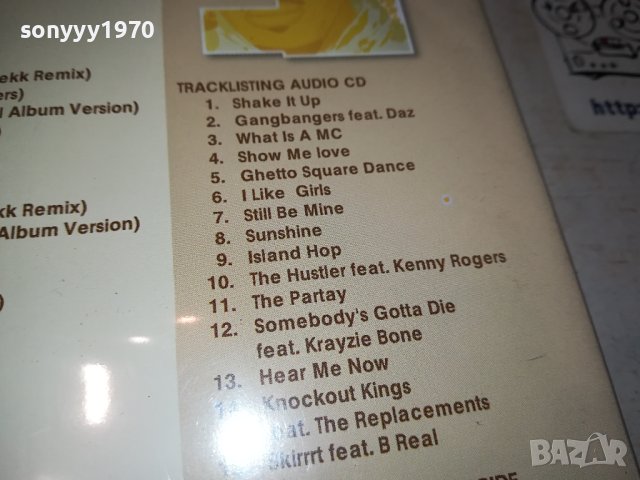 sonyyy1970
ekk Remix)
ers)
l Album Version)
)
kk Remix)
Album Version)
)
http:
TRACKLISTING AUDIO CD
1. Shake It Up
2. Gangbangers feat. Daz
3. What Is A MC
4. Show Me love
5. Ghetto Square Dance
6. I Like Girls
7. Still Be Mine
8. Sunshine
9. Island Hop
10. The Hustler feat. Kenny Rogers
11. The Partay
12. Somebody's Gotta Die
feat. Krayzie Bone
13. Hear Me Now
Knockout Kings
feat. The Replacements
Skirrrt feat. B Real
SIDE
BAZAR